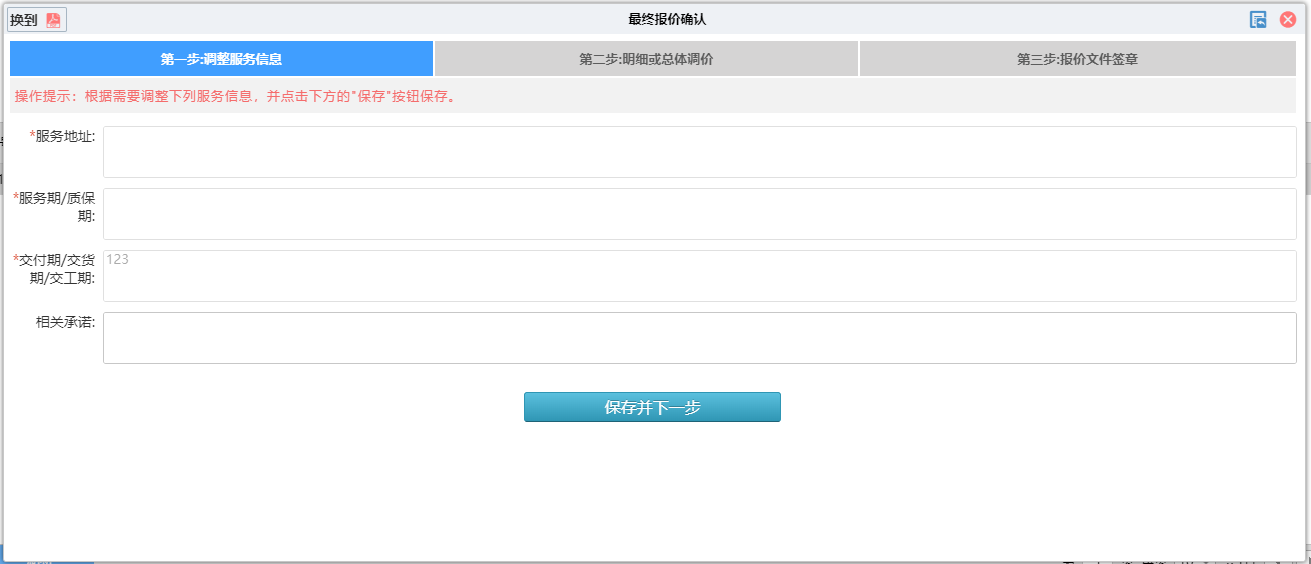 换到
最终报价确认
第一步:调整服务信息
第二步:明细或总体调价
第三步:报价文件签章
操作提示：根据需要调整下列服务信息，并点击下方的"保存"按钮保存。
*服务地址:
*服务期/质保
期:
*交付期/交货
期/交工期:
123
相关承诺:
保存并下一步